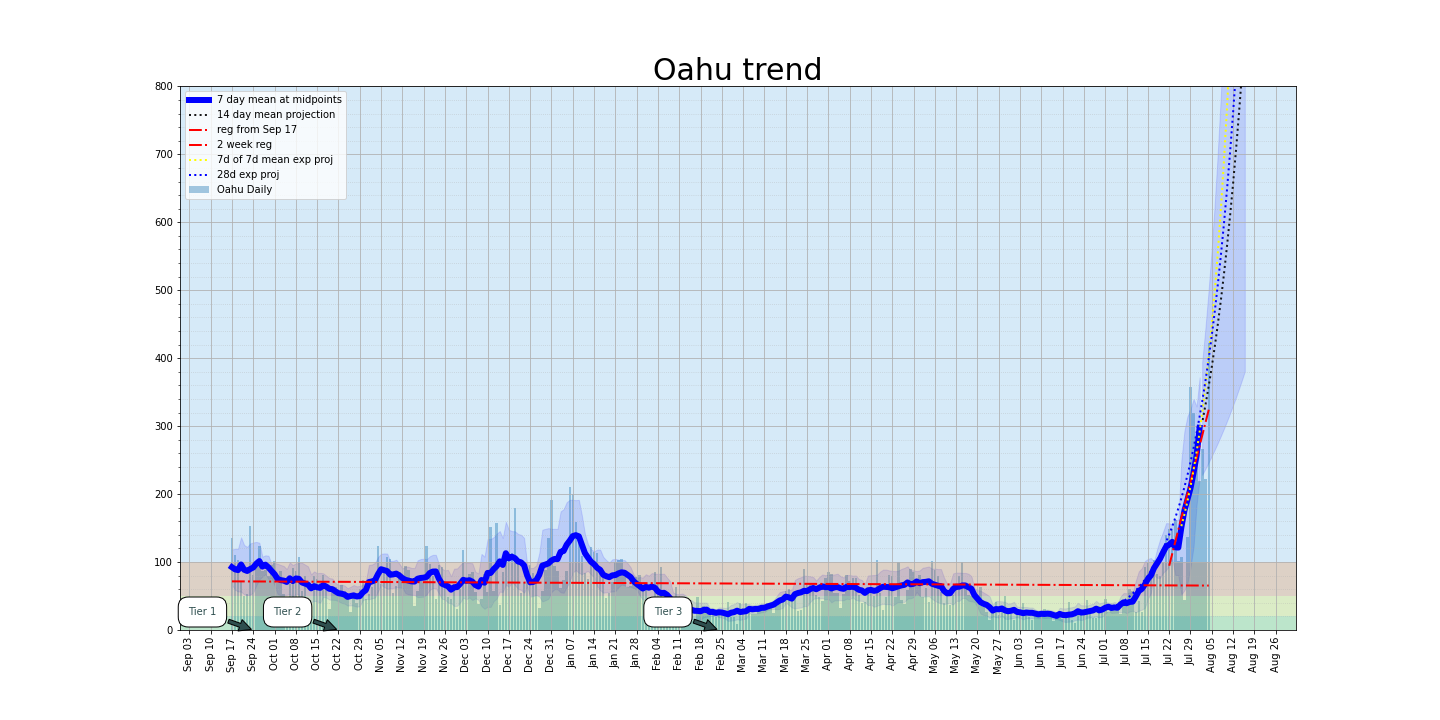 Oahu trend
800
700
600
500
400
300
200
100
0
7 day mean at midpoints
14 day mean projection
reg from Sep 17
2 week reg
7d of 7d mean exp proj
28d exp proj
Oahu Daily
Tier 1
Tier 2
Tier 3
Sep 03
Sep 10
Sep 17
Sep 24
Oct 01
Oct 08
Oct 15
Oct 22
Oct 29
Nov 05
Nov 12
Nov 19
Nov 26
Dec 03
Dec 10
Dec 17
Dec 24
Dec 31
Jan 07
Jan 14
Jan 21
Jan 28
Feb 04
Feb 11
Feb 18
Feb 25
Mar 04
Mar 11
Mar 18
Mar 25
Apr 01
Apr 08
Apr 15
Apr 22
Apr 29
May 06
May 13
May 20
May 27
Jun 03
Jun 10
Jun 17
Jun 24
Jul 01
Jul 08
Jul 15
Jul 22
Jul 29
Aug 05
Aug 12
Aug 19
Aug 26